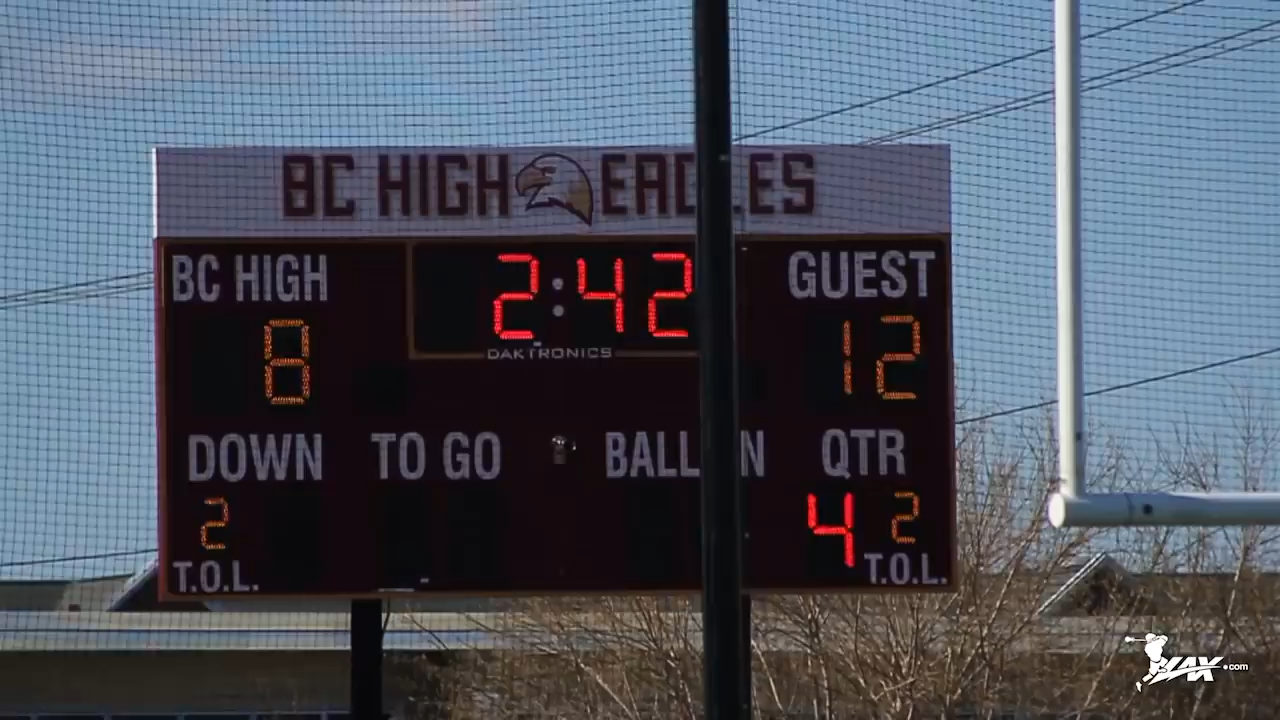 BC HIGH EAGLES
BC HIGH 2:42 GUEST
DAKTRONICS
8 12
DOWN TO GO BALL ON QTR
2 4 2
T.O.L. T.O.L.
LAX.com